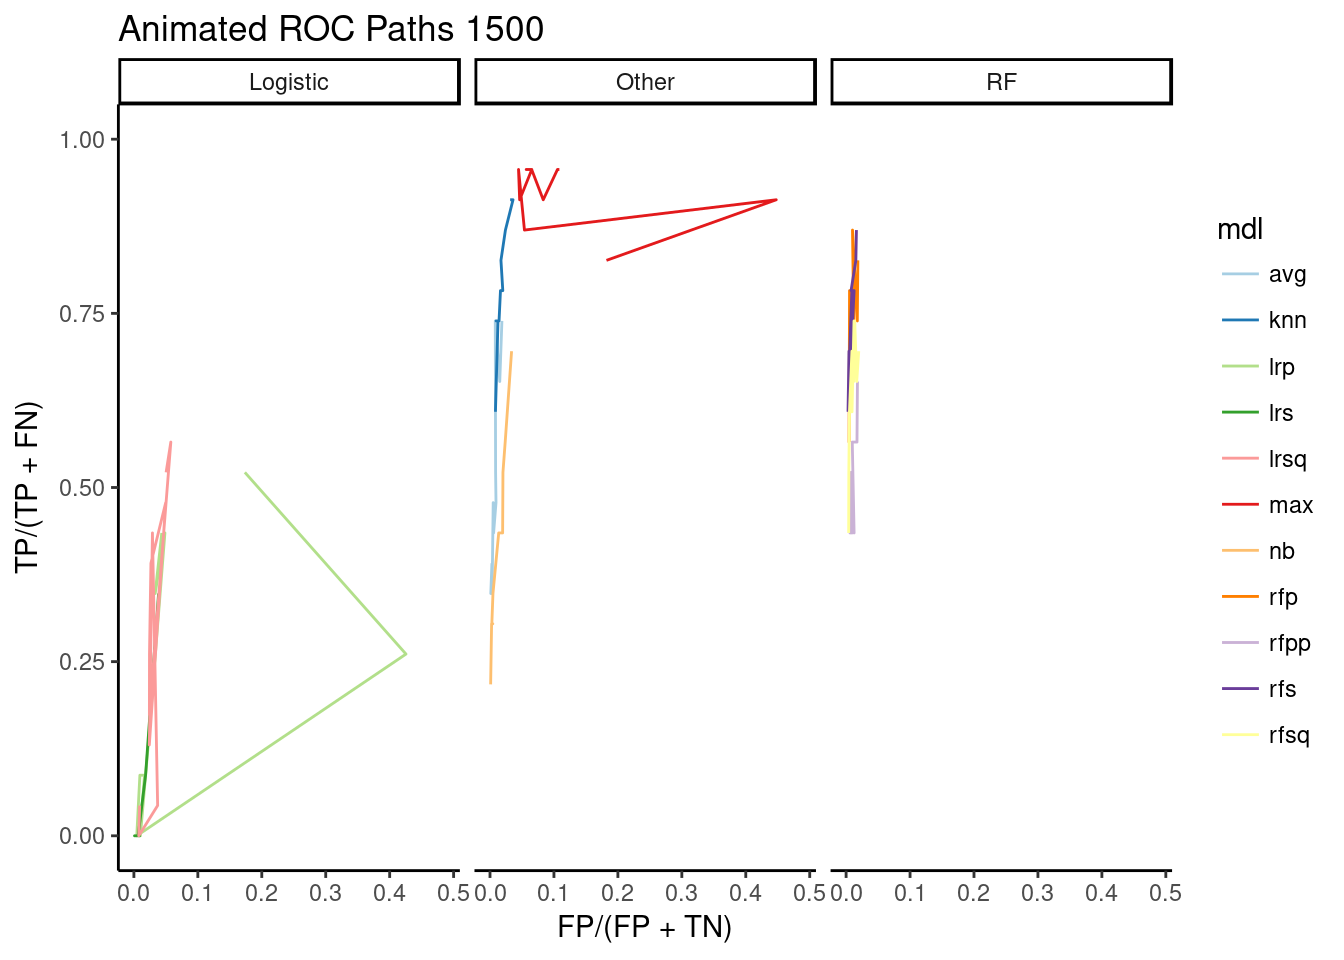 Animated ROC Paths 1500
Logistic Other RF
TP/(TP + FN)
1.00
0.75
0.50
0.25
0.00
0.0 0.1 0.2 0.3 0.4 0.5 0.0 0.1 0.2 0.3 0.4 0.5 0.0 0.1 0.2 0.3 0.4 0.5
FP/(FP + TN)
mdl
avg
knn
lrp
lrs
lrsq
max
nb
rfp
rfpp
rfs
rfsq